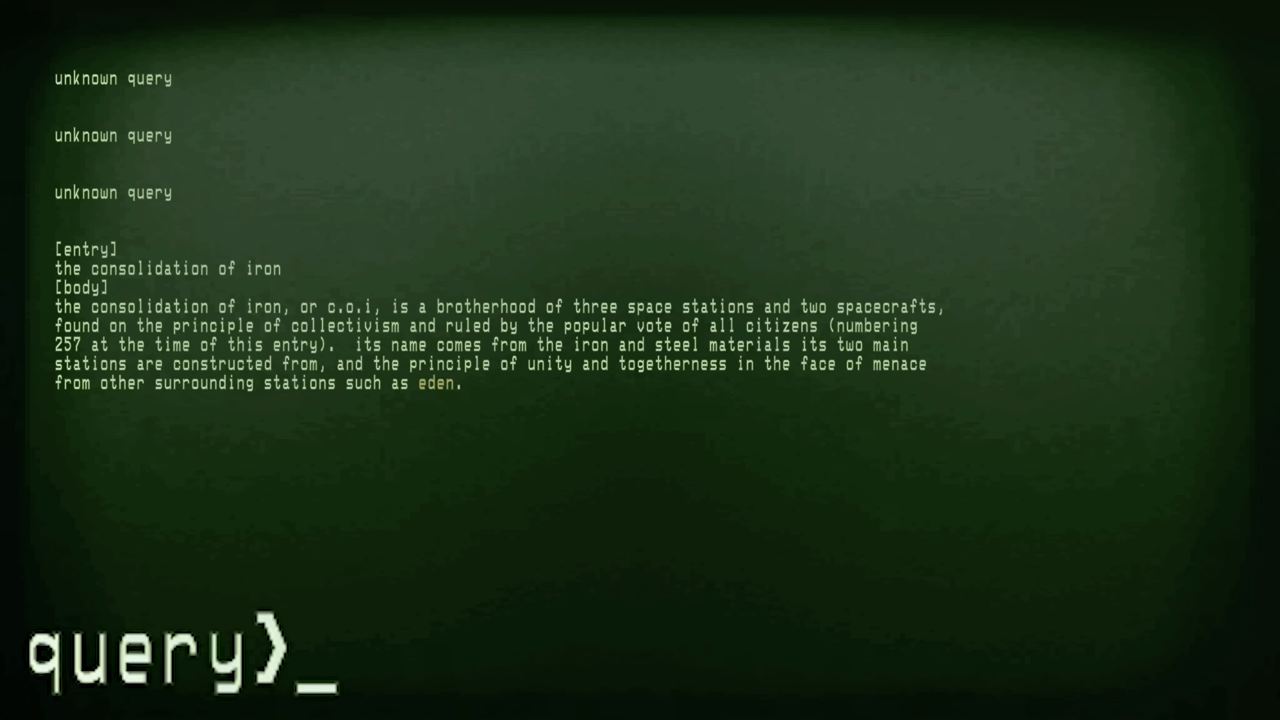 unknown query
unknown query
unknown query
[entry]
the consolidation of iron
[body]
the consolidation of iron, or c.o.i, is a brotherhood of three space stations and two spacecrafts,
found on the principle of collectivism and ruled by the popular vote of all citizens (numbering
257 at the time of this entry).  its name comes from the iron and steel materials its two main
stations are constructed from, and the principle of unity and togetherness in the face of menace
from other surrounding stations such as eden.
query>_